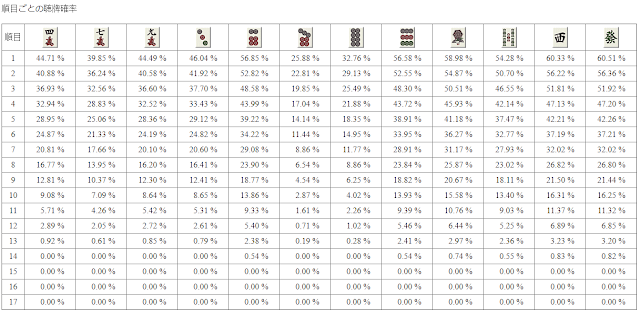 順目ごとの聴牌確率
順目 四萬 七萬 九萬 西 發
1 44.71 % 39.85 % 44.49 % 46.04 % 56.85 % 25.88 % 32.76 % 56.58 % 58.98 % 54.28 % 60.33 % 60.51 %
2 40.88 % 36.24 % 40.58 % 41.92 % 52.82 % 22.81 % 29.13 % 52.55 % 54.87 % 50.70 % 56.22 % 56.36 %
3 36.93 % 32.56 % 36.60 % 37.70 % 48.58 % 19.85 % 25.49 % 48.30 % 50.51 % 46.55 % 51.81 % 51.92 %
4 32.94 % 28.83 % 32.52 % 33.43 % 43.99 % 17.04 % 21.88 % 43.72 % 45.93 % 42.14 % 47.13 % 47.20 %
5 28.95 % 25.06 % 28.36 % 29.12 % 39.22 % 14.14 % 18.35 % 38.91 % 41.18 % 37.47 % 42.21 % 42.26 %
6 24.87 % 21.33 % 24.19 % 24.82 % 34.22 % 11.44 % 14.95 % 33.95 % 36.27 % 32.77 % 37.19 % 37.21 %
7 20.81 % 17.66 % 20.10 % 20.60 % 29.08 % 8.86 % 11.77 % 28.91 % 31.17 % 27.93 % 32.02 % 32.02 %
8 16.77 % 13.95 % 16.20 % 16.41 % 23.90 % 6.54 % 8.86 % 23.84 % 25.87 % 23.02 % 26.82 % 26.80 %
9 12.81 % 10.37 % 12.30 % 12.41 % 18.77 % 4.54 % 6.25 % 18.82 % 20.67 % 18.11 % 21.50 % 21.44 %
10 9.08 % 7.09 % 8.64 % 8.65 % 13.86 % 2.87 % 4.02 % 13.93 % 15.58 % 13.40 % 16.31 % 16.25 %
11 5.71 % 4.26 % 5.42 % 5.31 % 9.33 % 1.61 % 2.26 % 9.39 % 10.76 % 9.03 % 11.37 % 11.32 %
12 2.89 % 2.05 % 2.72 % 2.61 % 5.40 % 0.71 % 1.02 % 5.46 % 6.44 % 5.25 % 6.89 % 6.85 %
13 0.92 % 0.61 % 0.85 % 0.79 % 2.38 % 0.19 % 0.28 % 2.41 % 2.97 % 2.36 % 3.23 % 3.20 %
14 0.00 % 0.00 % 0.00 % 0.00 % 0.54 % 0.00 % 0.00 % 0.54 % 0.74 % 0.55 % 0.83 % 0.82 %
15 0.00 % 0.00 % 0.00 % 0.00 % 0.00 % 0.00 % 0.00 % 0.00 % 0.00 % 0.00 % 0.00 % 0.00 %
16 0.00 % 0.00 % 0.00 % 0.00 % 0.00 % 0.00 % 0.00 % 0.00 % 0.00 % 0.00 % 0.00 % 0.00 %
17 0.00 % 0.00 % 0.00 % 0.00 % 0.00 % 0.00 % 0.00 % 0.00 % 0.00 % 0.00 % 0.00 % 0.00 %